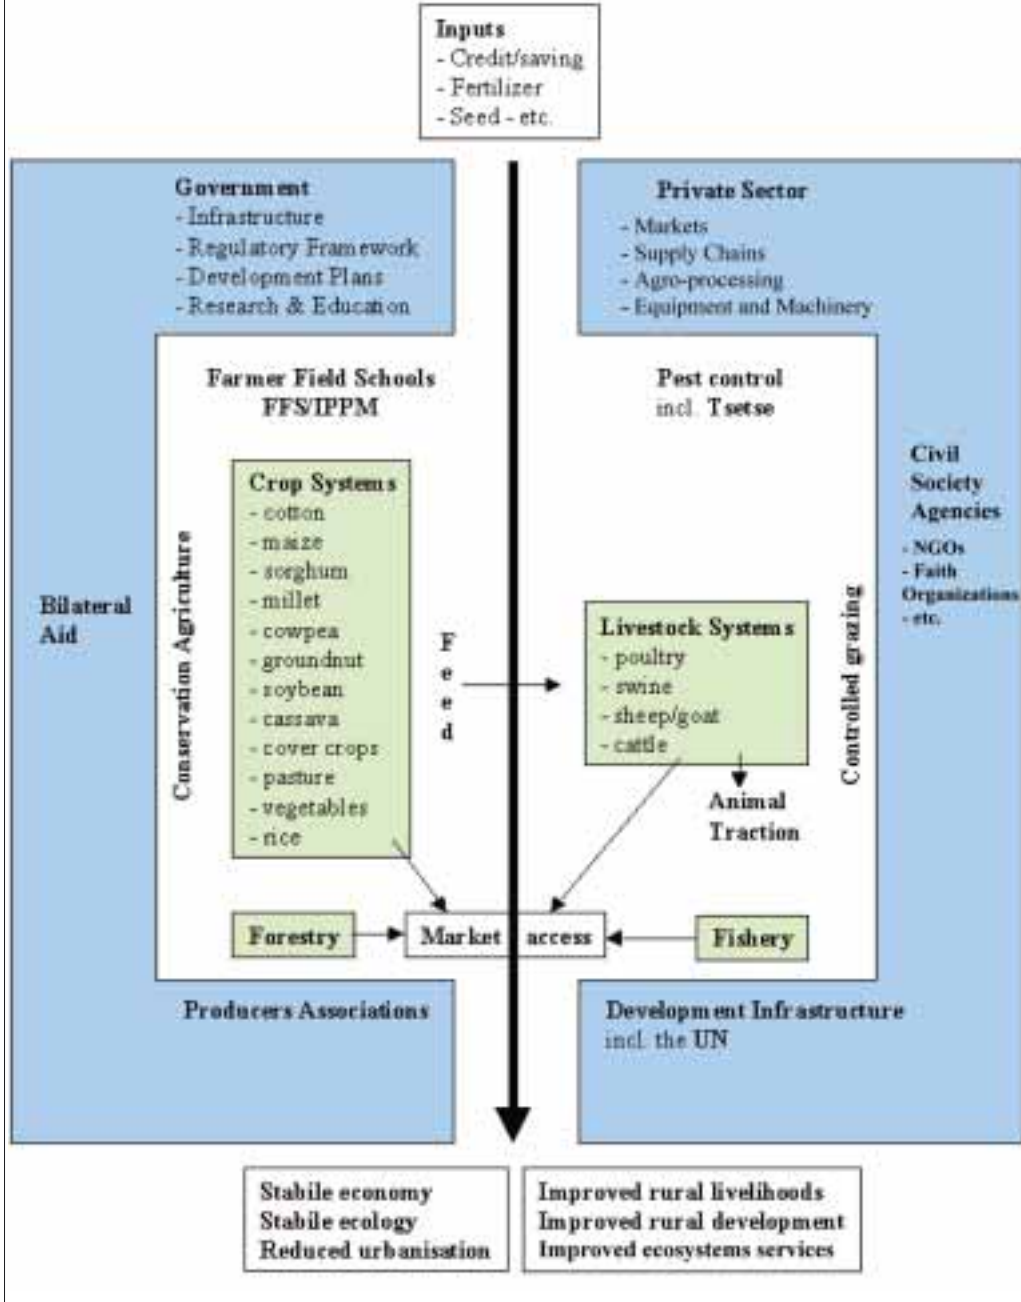 Inputs
- Credit/saving
- Fertilizer
- Seed - etc.
Government
- Infrastructure
- Regulatory Framework
- Development Plans
- Research & Education
Private Sector
- Markets
- Supply Chains
- Agro-processing
- Equipment and Machinery
Farmer Field Schools
FFS/IPPM
Pest control
incl. Tsetse
Bilateral
Aid
Conservation Agriculture
Crop Systems
- cotton
- maize
- sorghum
- millet
- cowpea
- groundnut
- soybean
- cassava
- cover crops
- pasture
- vegetables
- rice
Feed
Livestock Systems
- poultry
- swine
- sheep/goat
- cattle
Animal
Traction
Controlled grazing
Civil
Society
Agencies
- NGOs
- Faith
Organizations
- etc.
Forestry
Market access
Fishery
Producers Associations
Development Infrastructure
incl. the UN
Stabile economy
Stabile ecology
Reduced urbanisation
Improved rural livelihoods
Improved rural development
Improved ecosystems services